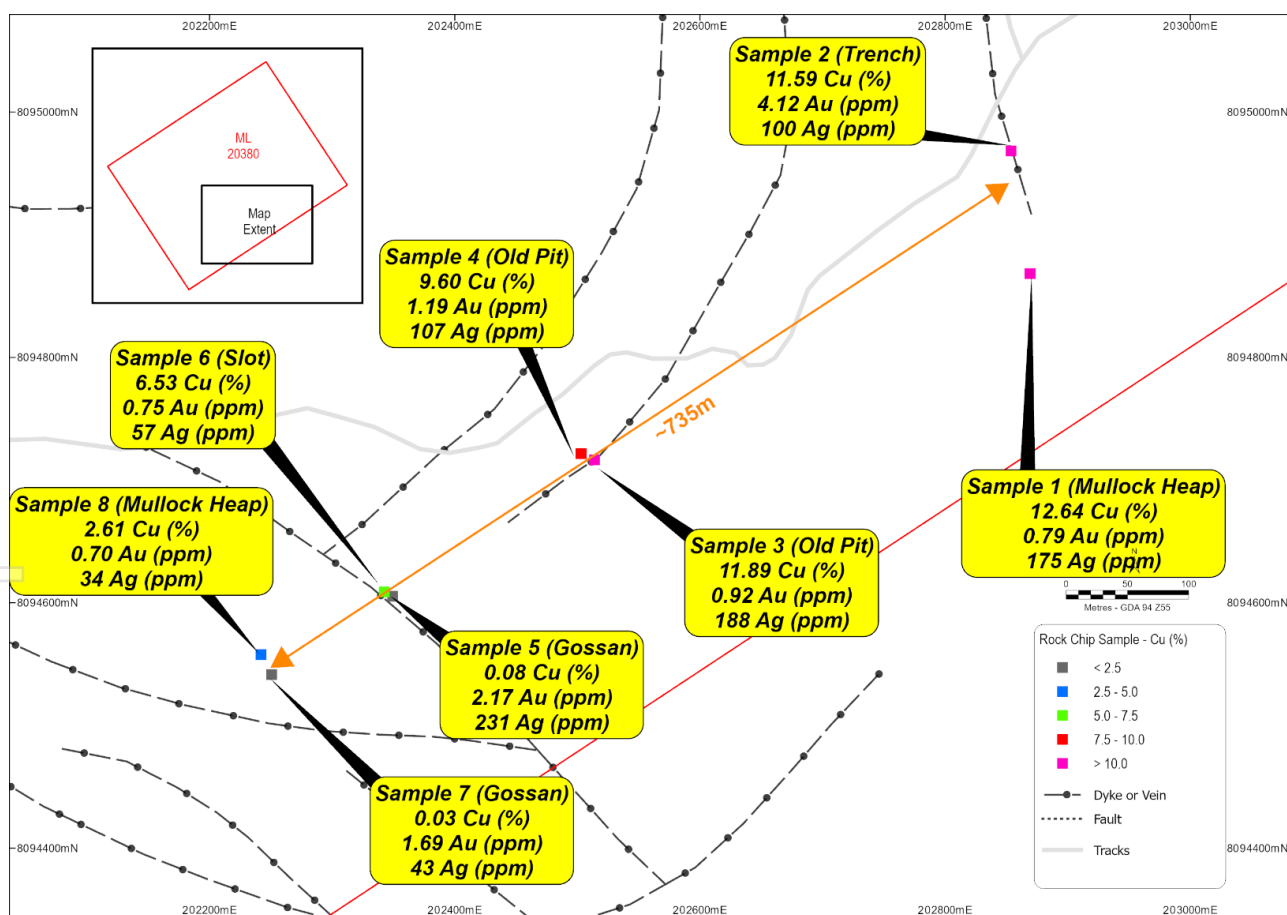 202200mE
202400mE
202600mE
202800mE
203000mE
8095000mN
8095000mN
ML
20380
Map
Extent
Sample 2 (Trench)
11.59 Cu (%)
4.12 Au (ppm)
100 Ag (ppm)
Sample 4 (Old Pit)
9.60 Cu (%)
1.19 Au (ppm)
107 Ag (ppm)
8094800mN
8094800mN
Sample 6 (Slot)
6.53 Cu (%)
0.75 Au (ppm)
57 Ag (ppm)
~735m
Sample 8 (Mullock Heap)
2.61 Cu (%)
0.70 Au (ppm)
34 Ag (ppm)
Sample 1 (Mullock Heap)
12.64 Cu (%)
0.79 Au (ppm)
175 Ag (ppm)
Sample 3 (Old Pit)
11.89 Cu (%)
0.92 Au (ppm)
188 Ag (ppm)
N
0 50 100
Metres - GDA 94 Z55
8094600mN
8094600mN
Sample 5 (Gossan)
0.08 Cu (%)
2.17 Au (ppm)
231 Ag (ppm)
Sample 7 (Gossan)
0.03 Cu (%)
1.69 Au (ppm)
43 Ag (ppm)
Rock Chip Sample - Cu (%)
< 2.5
2.5 - 5.0
5.0 - 7.5
7.5 - 10.0
> 10.0
Dyke or Vein
Fault
Tracks
8094400mN
8094400mN
202200mE
202400mE
202600mE
202800mE
203000mE